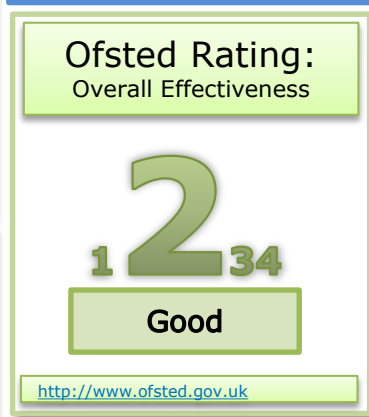 Ofsted Rating:
Overall Effectiveness
1 2 34
Good
http://www.ofsted.gov.uk